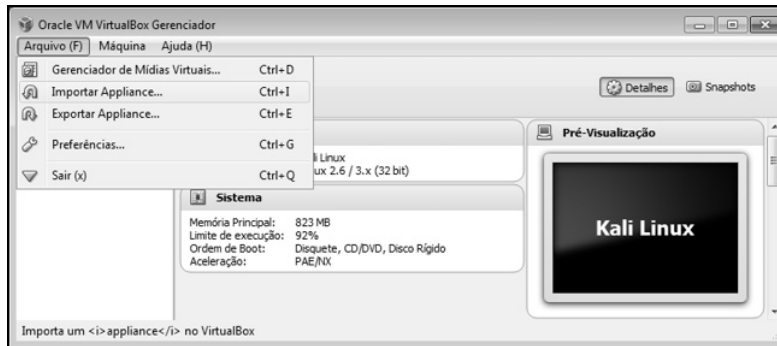 Oracle VM VirtualBox Gerenciador
Arquivo (F) Máquina Ajuda (H)
Gerenciador de Mídias Virtuais... Ctrl+D
Importar Appliance... Ctrl+I
Exportar Appliance... Ctrl+E
Preferências... Ctrl+G
Sair (x) Ctrl+Q
Detalhes Snapshots
Linux
2.6 / 3.x (32 bit)
Sistema
Memória Principal: 823 MB
Limite de execução: 92%
Ordem de Boot: Disquete, CD/DVD, Disco Rígido
Aceleração: PAE/NX
Pré-Visualização
Kali Linux
Importa um <i>appliance</i> no VirtualBox